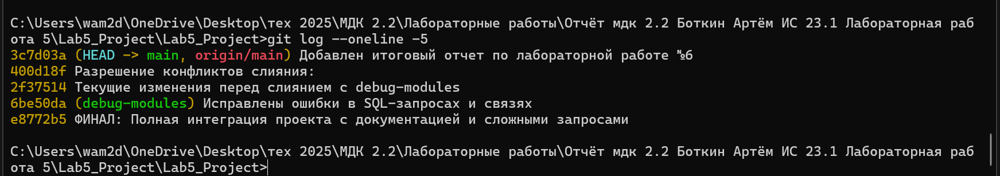 C:\Users\wam2d\OneDrive\Desktop\тех 2025\МДК 2.2\Лабораторные работы\Отчёт мдк 2.2 Боткин Артём ИС 23.1 Лабораторная раб
ота 5\Lab5_Project\Lab5_Project>git log --oneline -5
3c7d03a (HEAD -> main, origin/main) Добавлен итоговый отчет по лабораторной работе №6
400d18f Разрешение конфликтов слияния:
2f37514 Текущие изменения перед слиянием с debug-modules
6be50da (debug-modules) Исправлены ошибки в SQL-запросах и связях
e8772b5 ФИНАЛ: Полная интеграция проекта с документацией и сложными запросами
C:\Users\wam2d\OneDrive\Desktop\тех 2025\МДК 2.2\Лабораторные работы\Отчёт мдк 2.2 Боткин Артём ИС 23.1 Лабораторная раб
ота 5\Lab5_Project\Lab5_Project>